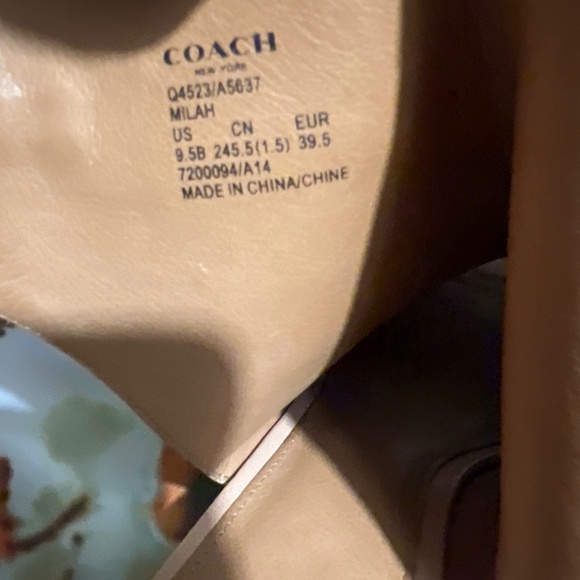 COACH
NEW YORK
Q4523/A5637
MILAH
US CN EUR
9.5B 245.5(1.5) 39.5
7200094/A14
MADE IN CHINA/CHINE